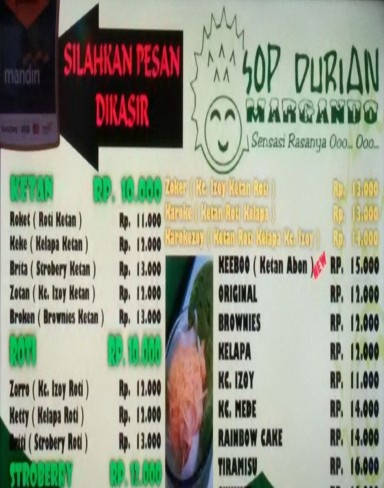 mandiri
SILAHKAN PESAN
DIKASIR
SOP DURIAN
MARGANDO
Sensasi Rasanya Ooo... Ooo...
KETAN RP. 10.000
Roket ( Roti Ketan ) Rp. 11.000
Keke ( Kelapa Ketan ) Rp. 12.000
Brita ( Strobery Ketan ) Rp. 13.000
Zotan ( Kc. Izoy Ketan ) Rp. 12.000
Broken ( Brownies Ketan ) Rp. 13.000
ROTI RP. 10.000
Zorro ( Kc. Izoy Roti ) Rp. 12.000
Ketty ( Kelapa Roti ) Rp. 12.000
( Strobery Roti ) Rp. 13.000
STROBERRY RP. 12.000
Zoker ( Kc. Izoy Ketan Roti ) Rp. 13.000
Karoke ( Ketan Roti Kelapa ) Rp. 13.000
Karokezoy ( Ketan Roti Kelapa Kc. Izoy ) Rp. 14.000
KEEBOO ( Ketan Abon ) NEW RP. 15.000
ORIGINAL RP. 12.000
BROWNIES RP. 12.000
KELAPA RP. 12.000
KC. IZOY RP. 11.000
KC. MEDE RP. 14.000
RAINBOW CAKE RP. 14.000
TIRAMISU RP. 16.000